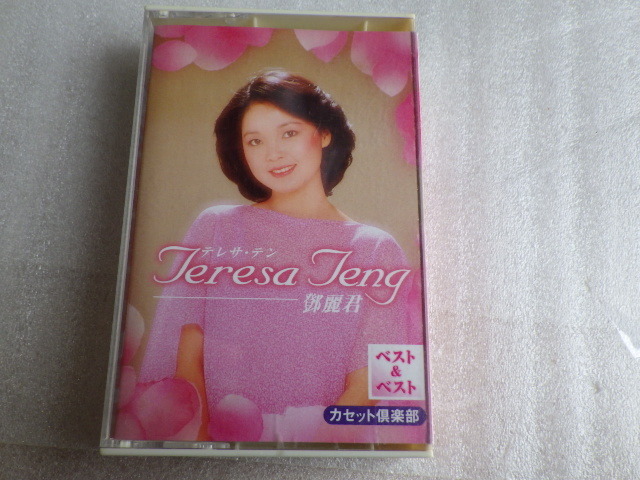 テレサ・テン
Teresa Teng
鄧麗君
ベスト
&
ベスト
カセット倶楽部